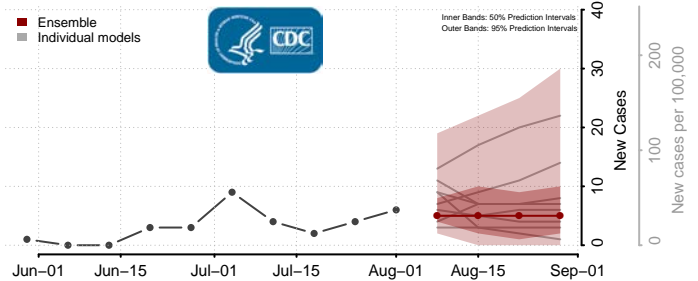 Ensemble
Individual models
CDC
Inner Bands: 50% Prediction Intervals
Outer Bands: 95% Prediction Intervals
40
30
20
10
0
New Cases
200
100
0
New cases per 100,000
Jun–01
Jun–15
Jul–01
Jul–15
Aug–01
Aug–15
Sep–01